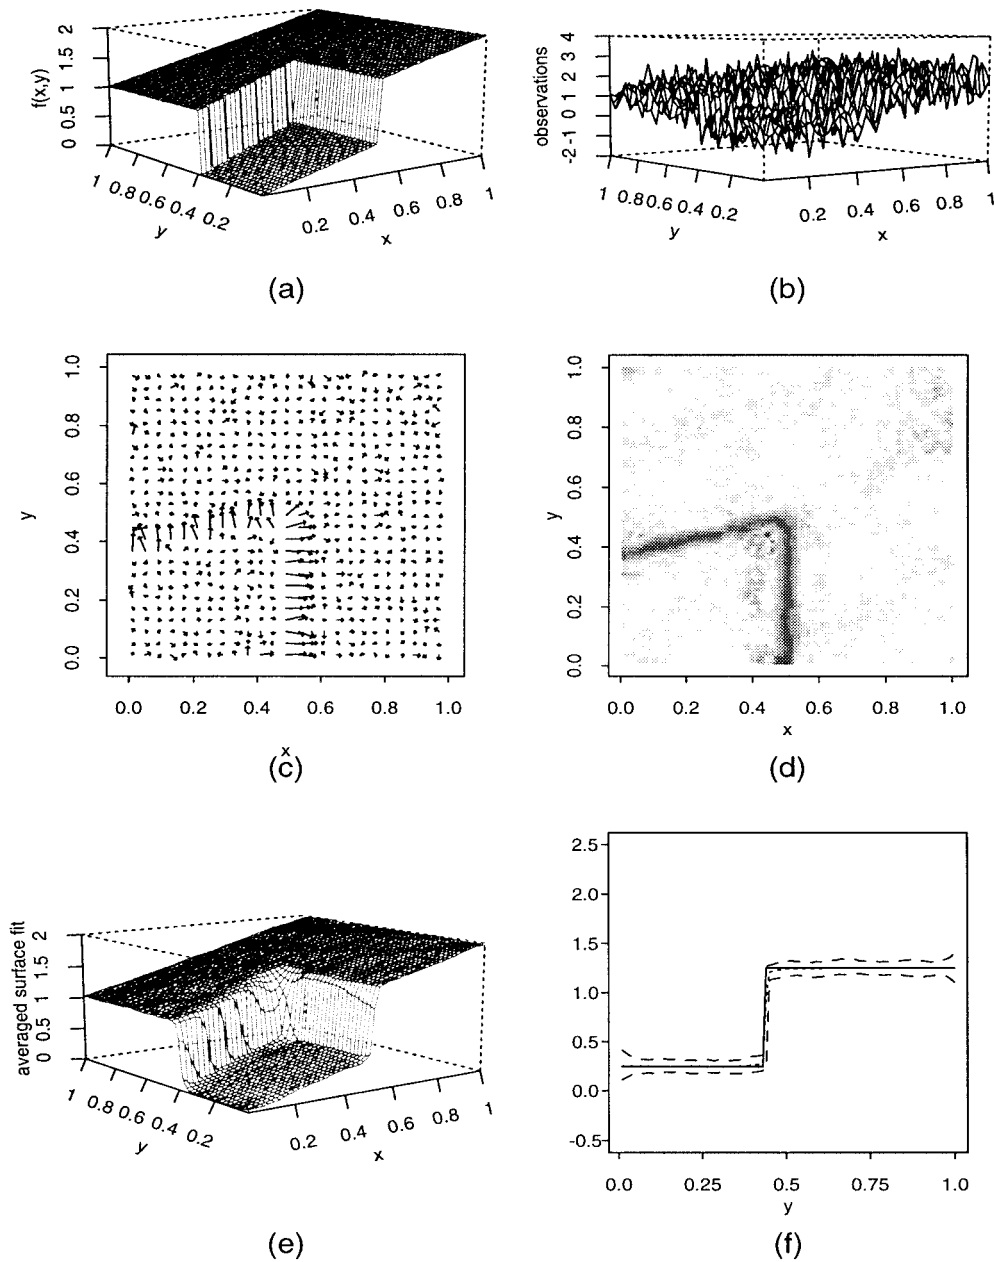 f(x,y)
0 0.5 1 1.5 2
1 0.8 0.6 0.4 0.2
y
0.2 0.4 0.6 0.8 1
x
(a)
observations
-2 -1 0 1 2 3 4
1 0.8 0.6 0.4 0.2
y
0.2 0.4 0.6 0.8 1
x
(b)
y
0.0 0.2 0.4 0.6 0.8 1.0
0.0 0.2 0.4 0.6 0.8 1.0
x
(c)
y
0.0 0.2 0.4 0.6 0.8 1.0
0.0 0.2 0.4 0.6 0.8 1.0
x
(d)
averaged surface fit
0 0.5 1 1.5 2
1 0.8 0.6 0.4 0.2
y
0.2 0.4 0.6 0.8 1
x
(e)
2.5
2.0
1.5
1.0
0.5
0.0
-0.5
0.0 0.25 0.5 0.75 1.0
y
(f)